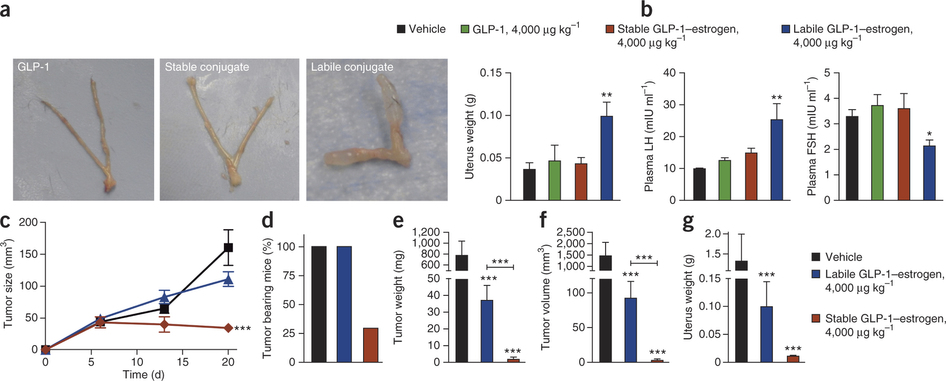 a
b
Vehicle
GLP-1, 4,000 μg kg⁻¹
Stable GLP-1–estrogen,
4,000 μg kg⁻¹
Labile GLP-1–estrogen,
4,000 μg kg⁻¹
GLP-1
Stable conjugate
Labile conjugate
Uterus weight (g)
0.15
0.10
0.05
0
**
Plasma LH (mIU ml⁻¹)
40
30
20
10
0
**
Plasma FSH (mIU ml⁻¹)
5
4
3
2
1
0
*
c
Tumor size (mm³)
200
150
100
50
0
***
0
5
10
15
20
Time (d)
d
Tumor bearing mice (%)
100
75
50
25
0
e
Tumor weight (mg)
1,200
1,000
800
600
400
50
40
30
20
10
0
***
***
***
f
Tumor volume (mm³)
2,500
2,000
1,500
1,000
100
50
0
***
***
***
g
Uterus weight (g)
2.0
1.5
1.0
0.15
0.10
0.05
0
***
***
Vehicle
Labile GLP-1–estrogen,
4,000 μg kg⁻¹
Stable GLP-1–estrogen,
4,000 μg kg⁻¹